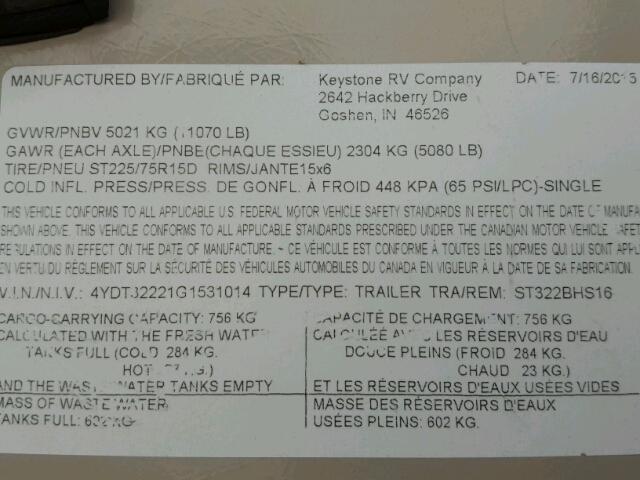 MANUFACTURED BY/FABRIQUÉ PAR: Keystone RV Company DATE: 7/16/2015
2642 Hackberry Drive
Goshen, IN 46526
GVWR/PNBV 5021 KG (11070 LB)
GAWR (EACH AXLE)/PNBE(CHAQUE ESSIEU) 2304 KG (5080 LB)
TIRE/PNEU ST225/75R15D RIMS/JANTE15x6
COLD INFL. PRESS/PRESS. DE GONFL. À FROID 448 KPA (65 PSI/LPC)-SINGLE
THIS VEHICLE CONFORMS TO ALL APPLICABLE U.S. FEDERAL MOTOR VEHICLE SAFETY STANDARDS IN EFFECT ON THE DATE OF MANUFA
SHOWN ABOVE. THIS VEHICLE CONFORMS TO ALL APPLICABLE STANDARDS PRESCRIBED UNDER THE CANADIAN MOTOR VEHICLE SAFET
REGULATIONS IN EFFECT ON THE DATE OF MANUFACTURE. - CE VÉHICULE EST CONFORME À TOUTES LES NORMES QUI LUI SONT APPL
EN VERTU DU RÈGLEMENT SUR LA SÉCURITÉ DES VÉHICULES AUTOMOBILES DU CANADA EN VIGUEUR À LA DATE DE SA FABRICATION.
V.I.N./N.I.V.: 4YDT32221G1531014 TYPE/TYPE: TRAILER TRA/REM: ST322BHS16
CARGO-CARRYING CAPACITY: 756 KG
CALCULATED WITH THE FRESH WATER
TANKS FULL (COLD 284 KG.
HOT KG.)
AND THE WASTE WATER TANKS EMPTY
MASS OF WASTE WATER
TANKS FULL: 602 KG.
CAPACITÉ DE CHARGEMENT: 756 KG
CALCULÉE AVEC LES RÉSERVOIRS D'EAU
DOUCE PLEINS (FROID 284 KG.
CHAUD 23 KG.)
ET LES RÉSERVOIRS D'EAUX USÉES VIDES
MASSE DES RÉSERVOIRS D'EAUX
USÉES PLEINS: 602 KG.